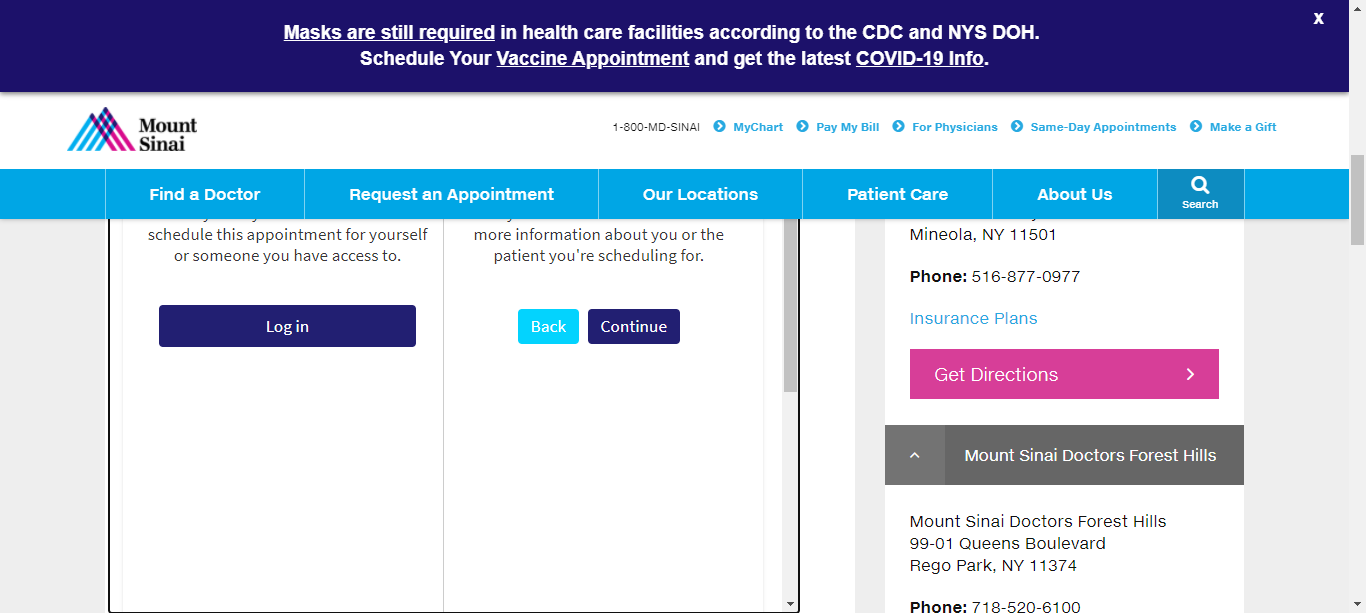 Masks are still required in health care facilities according to the CDC and NYS DOH.
X
Schedule Your Vaccine Appointment and get the latest COVID-19 Info.
Mount
Sinai
1-800-MD-SINAI
MyChart
Pay My Bill
For Physicians
Same-Day Appointments
Make a Gift
Find a Doctor
Request an Appointment
Our Locations
Patient Care
About Us
Search
schedule this appointment for yourself
or someone you have access to.
Log in
more information about you or the
patient you're scheduling for.
Back
Continue
Mineola, NY 11501
Phone: 516-877-0977
Insurance Plans
Get Directions
Mount Sinai Doctors Forest Hills
Mount Sinai Doctors Forest Hills
99-01 Queens Boulevard
Rego Park, NY 11374
Phone: 718-520-6100